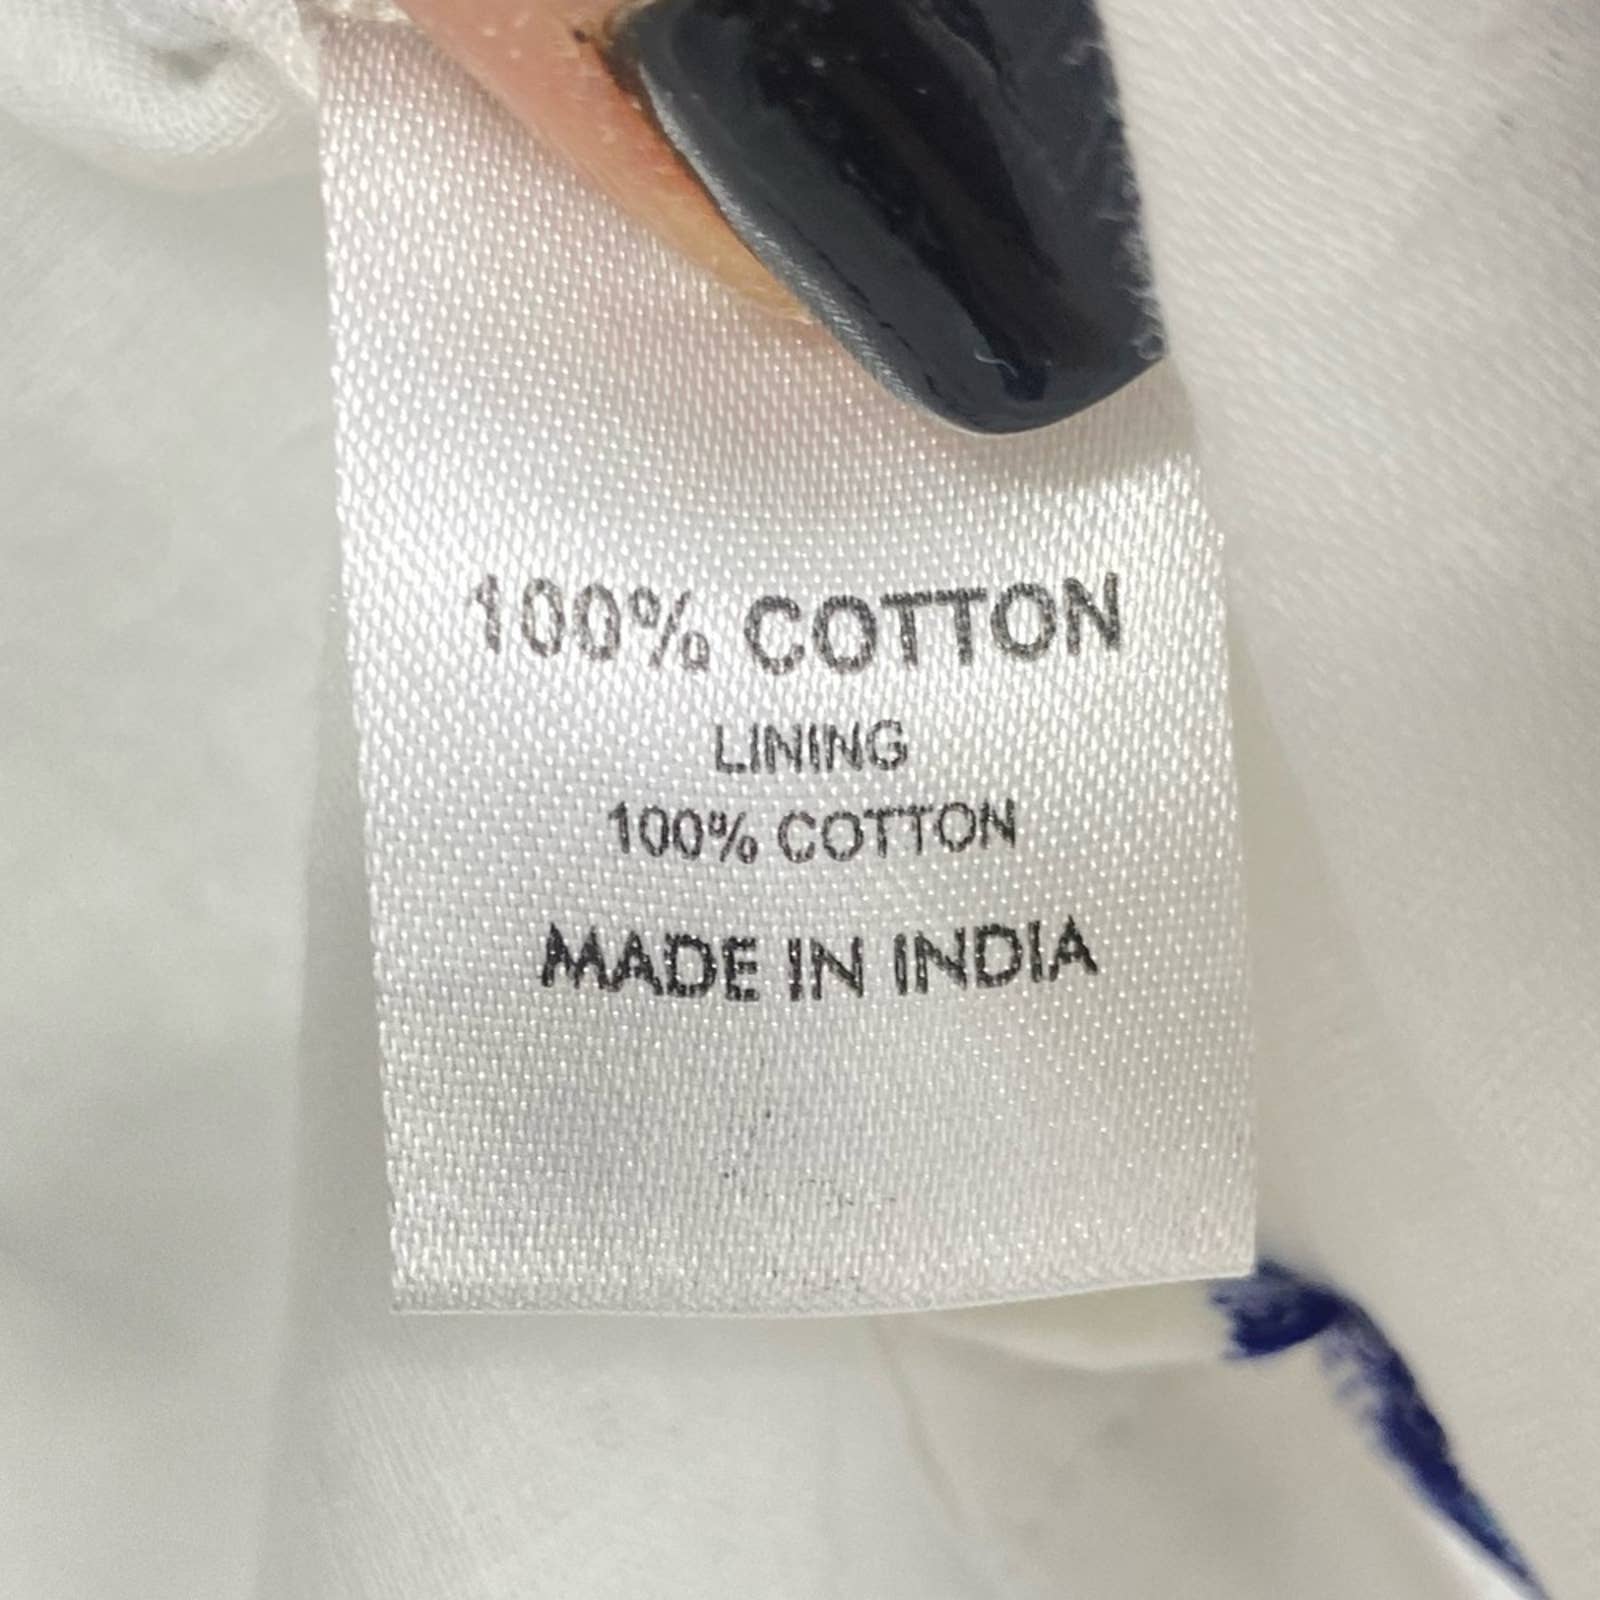 100% COTTON
LINING
100% COTTON
MADE IN INDIA